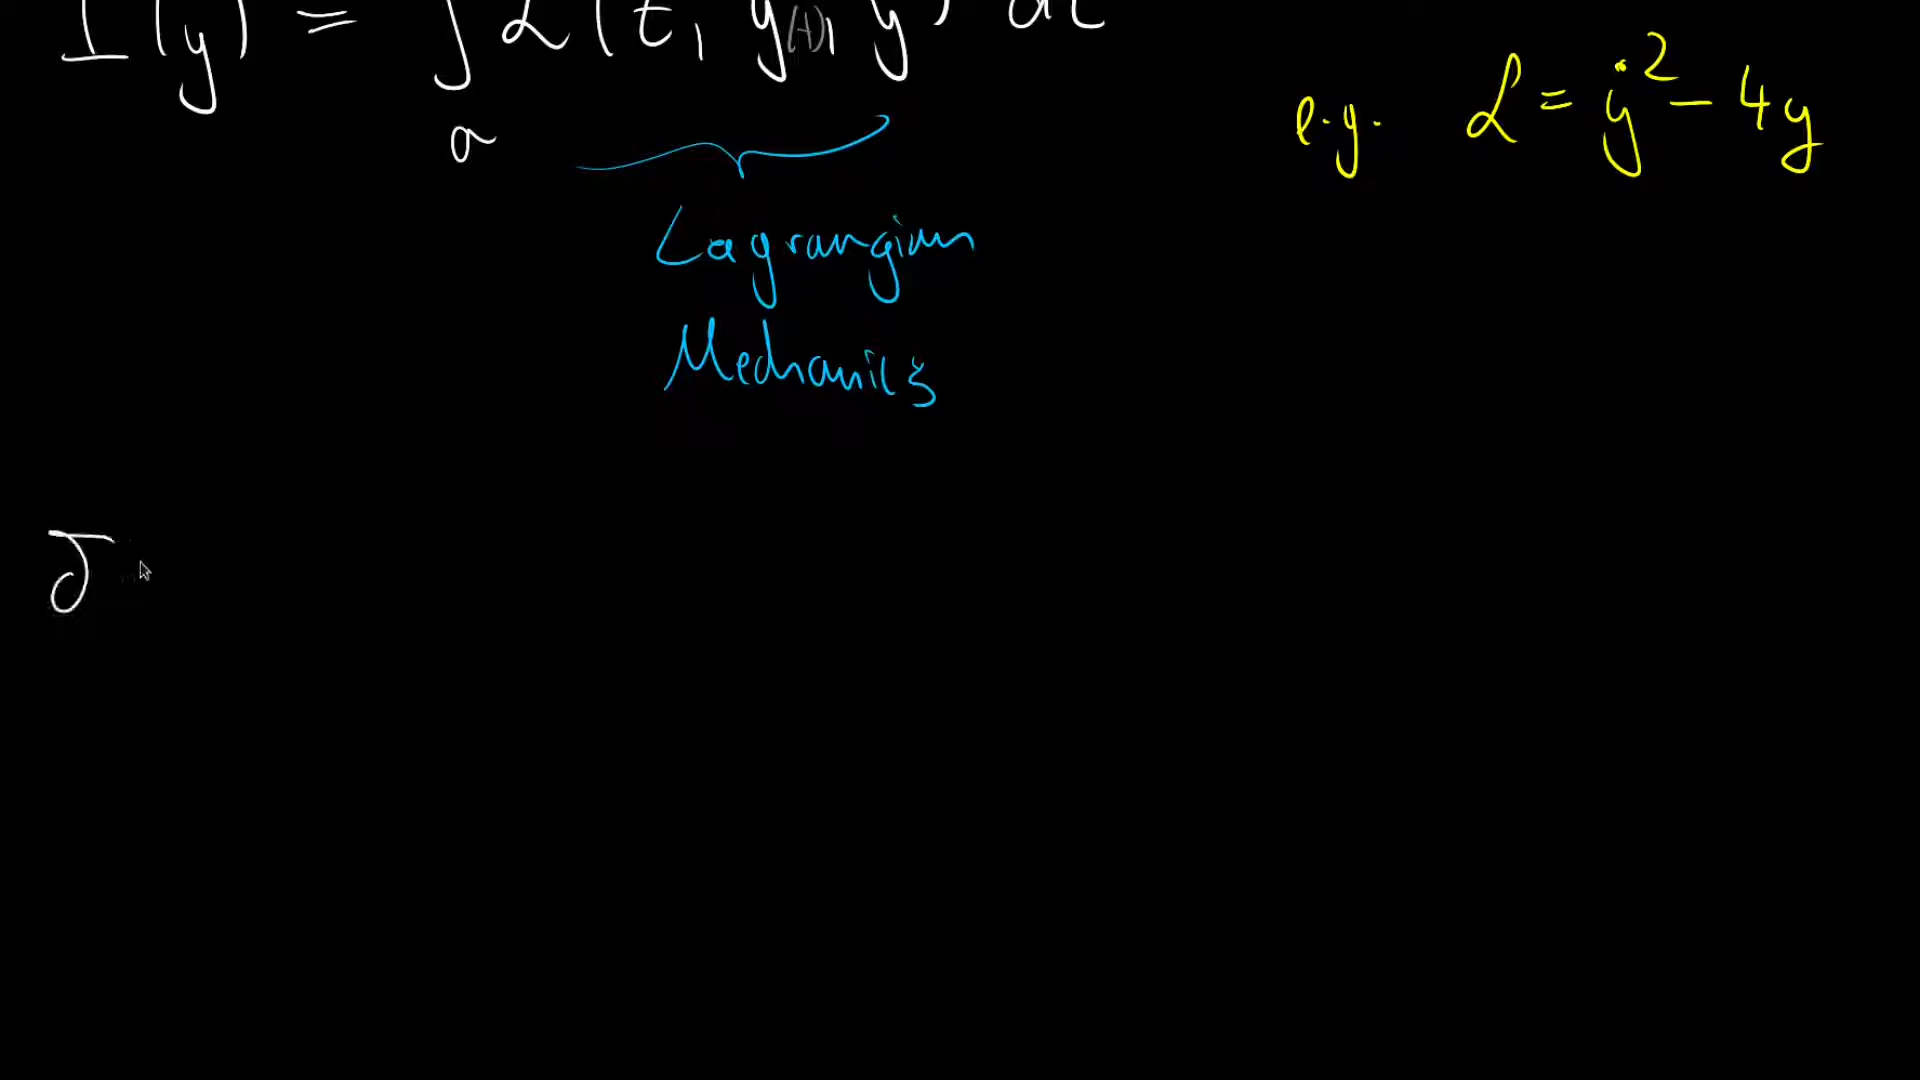 I(y) = ∫ L(t, y(t), y) dt
a
e.g. L = ẏ² - 4y
Lagrangian
Mechanics